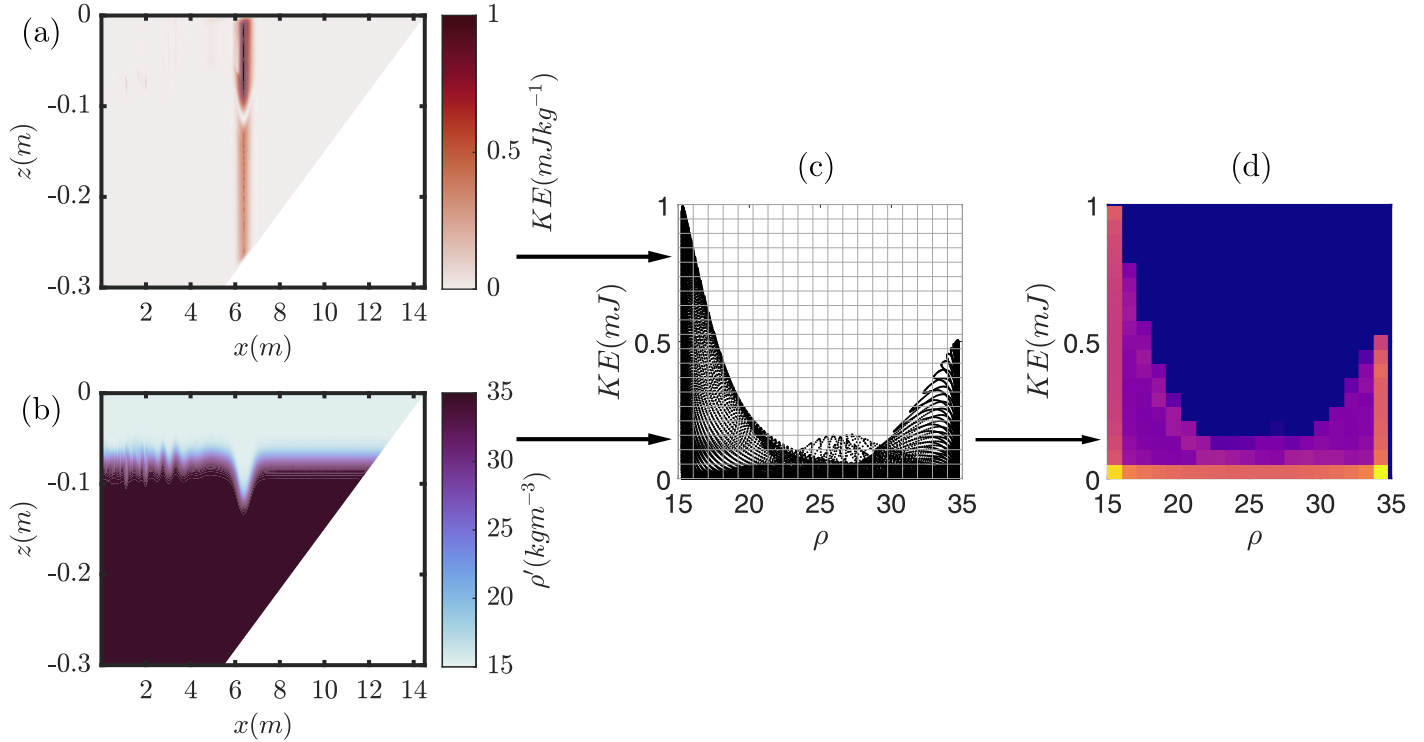 (a)
0
-0.1
-0.2
-0.3
z(m)
2 4 6 8 10 12 14
x(m)
1
0.5
0
KE(mJkg⁻¹)
(b)
0
-0.1
-0.2
-0.3
z(m)
2 4 6 8 10 12 14
x(m)
35
30
25
20
15
ρ′(kgm⁻³)
(c)
1
0.5
0
KE(mJ)
15 20 25 30 35
ρ
(d)
1
0.5
0
KE(mJ)
15 20 25 30 35
ρ